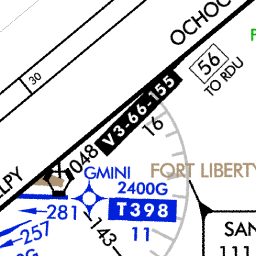 OCHOC
56
TO RDU
30
V3-66-155
16
048
GMINI
FORT LIBERTY
2400G
T398
11
281
257
143
SAN
111